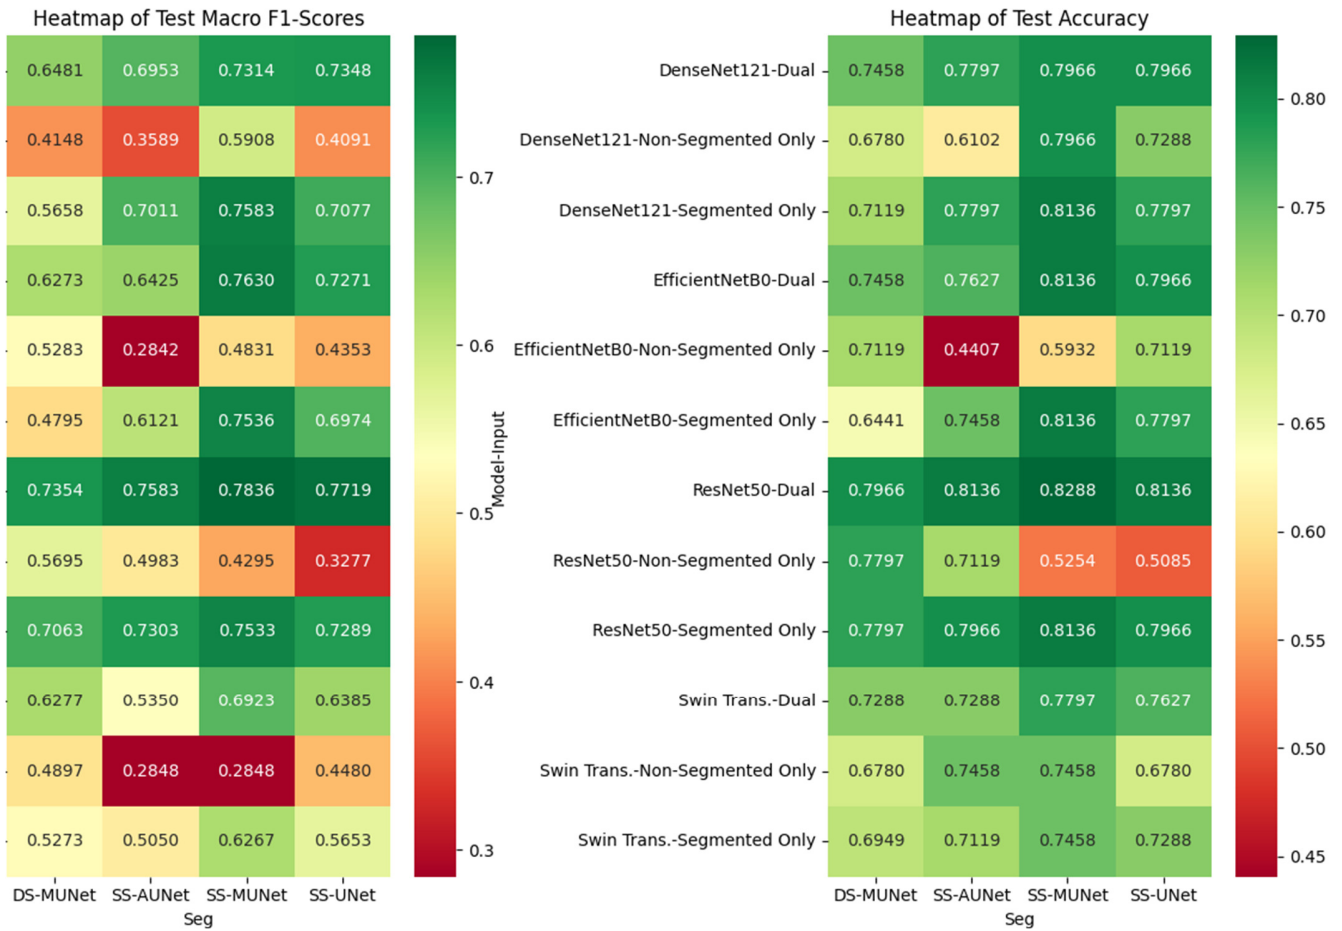 Heatmap of Test Macro F1-Scores
0.6481 0.6953 0.7314 0.7348
0.4148 0.3589 0.5908 0.4091
0.5658 0.7011 0.7583 0.7077
0.6273 0.6425 0.7630 0.7271
0.5283 0.2842 0.4831 0.4353
0.4795 0.6121 0.7536 0.6974
0.7354 0.7583 0.7836 0.7719
0.5695 0.4983 0.4295 0.3277
0.7063 0.7303 0.7533 0.7289
0.6277 0.5350 0.6923 0.6385
0.4897 0.2848 0.2848 0.4480
0.5273 0.5050 0.6267 0.5653
DS-MUNet SS-AUNet SS-MUNet SS-UNet
Seg
0.7
0.6
0.5
0.4
0.3
Heatmap of Test Accuracy
Model-Input
DenseNet121-Dual 0.7458 0.7797 0.7966 0.7966
DenseNet121-Non-Segmented Only 0.6780 0.6102 0.7966 0.7288
DenseNet121-Segmented Only 0.7119 0.7797 0.8136 0.7797
EfficientNetB0-Dual 0.7458 0.7627 0.8136 0.7966
EfficientNetB0-Non-Segmented Only 0.7119 0.4407 0.5932 0.7119
EfficientNetB0-Segmented Only 0.6441 0.7458 0.8136 0.7797
ResNet50-Dual 0.7966 0.8136 0.8288 0.8136
ResNet50-Non-Segmented Only 0.7797 0.7119 0.5254 0.5085
ResNet50-Segmented Only 0.7797 0.7966 0.8136 0.7966
Swin Trans.-Dual 0.7288 0.7288 0.7797 0.7627
Swin Trans.-Non-Segmented Only 0.6780 0.7458 0.7458 0.6780
Swin Trans.-Segmented Only 0.6949 0.7119 0.7458 0.7288
DS-MUNet SS-AUNet SS-MUNet SS-UNet
Seg
0.80
0.75
0.70
0.65
0.60
0.55
0.50
0.45